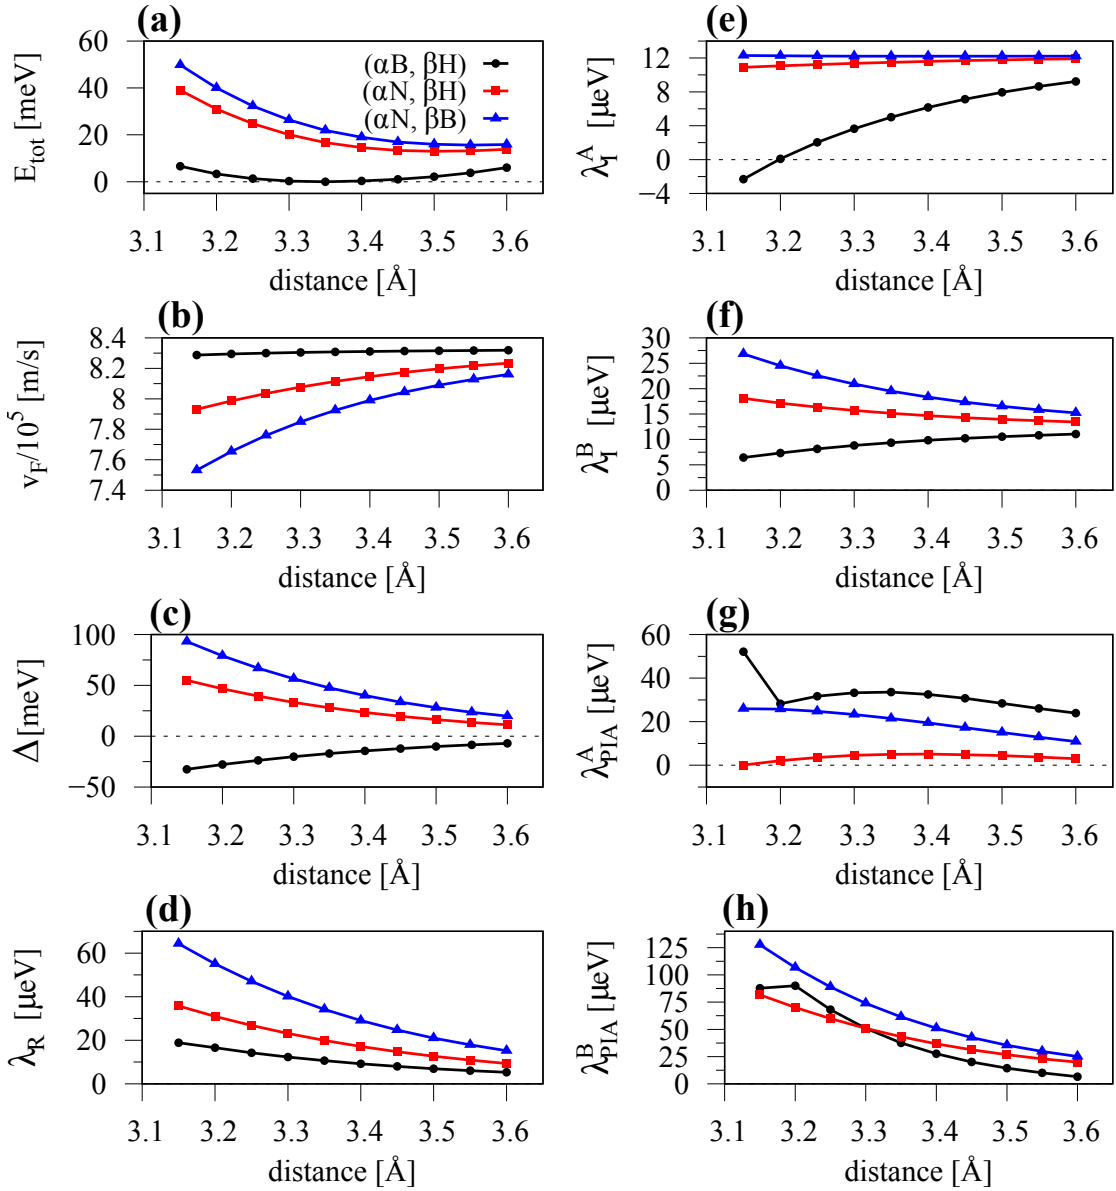 (a)
E_tot [meV]
60
40
20
0
(αB, βH)
(αN, βH)
(αN, βB)
3.1 3.2 3.3 3.4 3.5 3.6
distance [Å]
(b)
v_F/10^5 [m/s]
8.4
8.2
8
7.8
7.6
7.4
3.1 3.2 3.3 3.4 3.5 3.6
distance [Å]
(c)
Δ [meV]
100
50
0
−50
3.1 3.2 3.3 3.4 3.5 3.6
distance [Å]
(d)
λ_R [μeV]
60
40
20
0
3.1 3.2 3.3 3.4 3.5 3.6
distance [Å]
(e)
λ_I^A [μeV]
12
8
4
0
−4
3.1 3.2 3.3 3.4 3.5 3.6
distance [Å]
(f)
λ_I^B [μeV]
30
25
20
15
10
5
0
3.1 3.2 3.3 3.4 3.5 3.6
distance [Å]
(g)
λ_PIA^A [μeV]
60
40
20
0
3.1 3.2 3.3 3.4 3.5 3.6
distance [Å]
(h)
λ_PIA^B [μeV]
125
100
75
50
25
0
3.1 3.2 3.3 3.4 3.5 3.6
distance [Å]